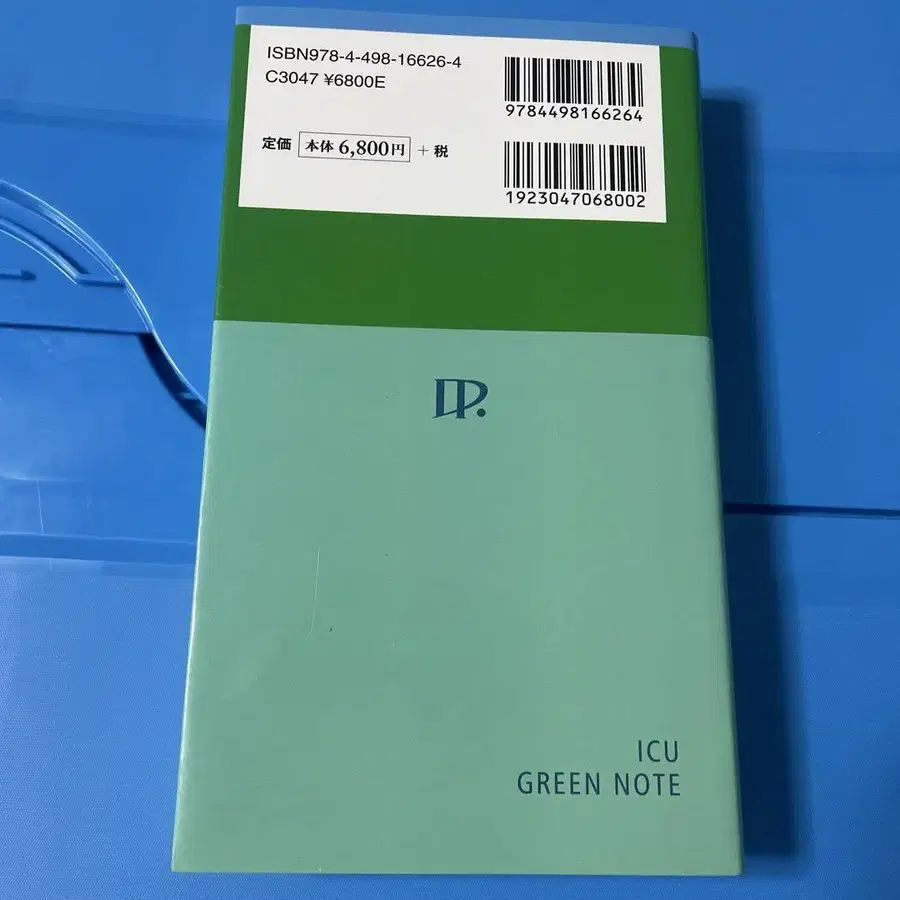 ISBN978-4-498-16626-4
C3047 ¥6800E
定価 本体 6,800円 + 税
9784498166264
1923047068002
ICU
GREEN NOTE